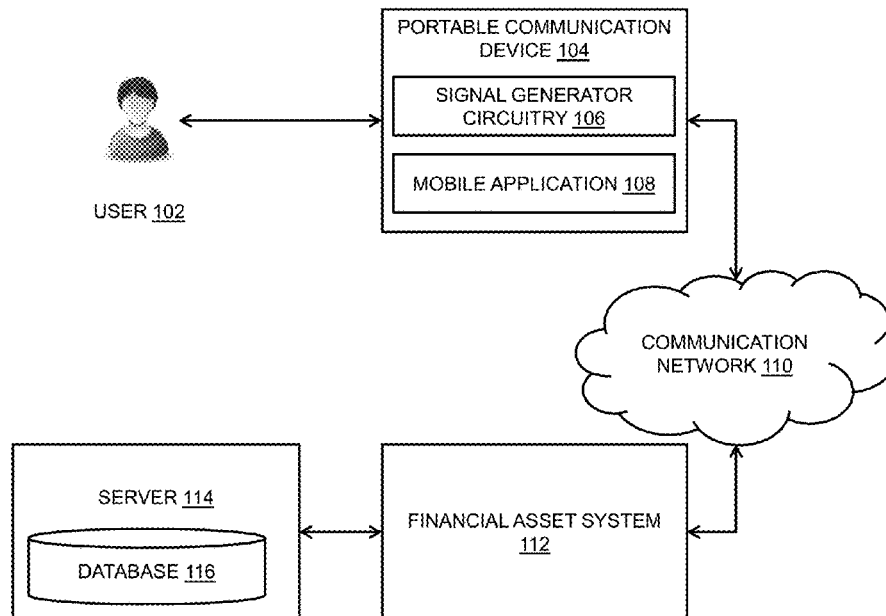 PORTABLE COMMUNICATION
DEVICE 104
SIGNAL GENERATOR
CIRCUITRY 106
MOBILE APPLICATION 108
USER 102
COMMUNICATION
NETWORK 110
SERVER 114
DATABASE 116
FINANCIAL ASSET SYSTEM
112